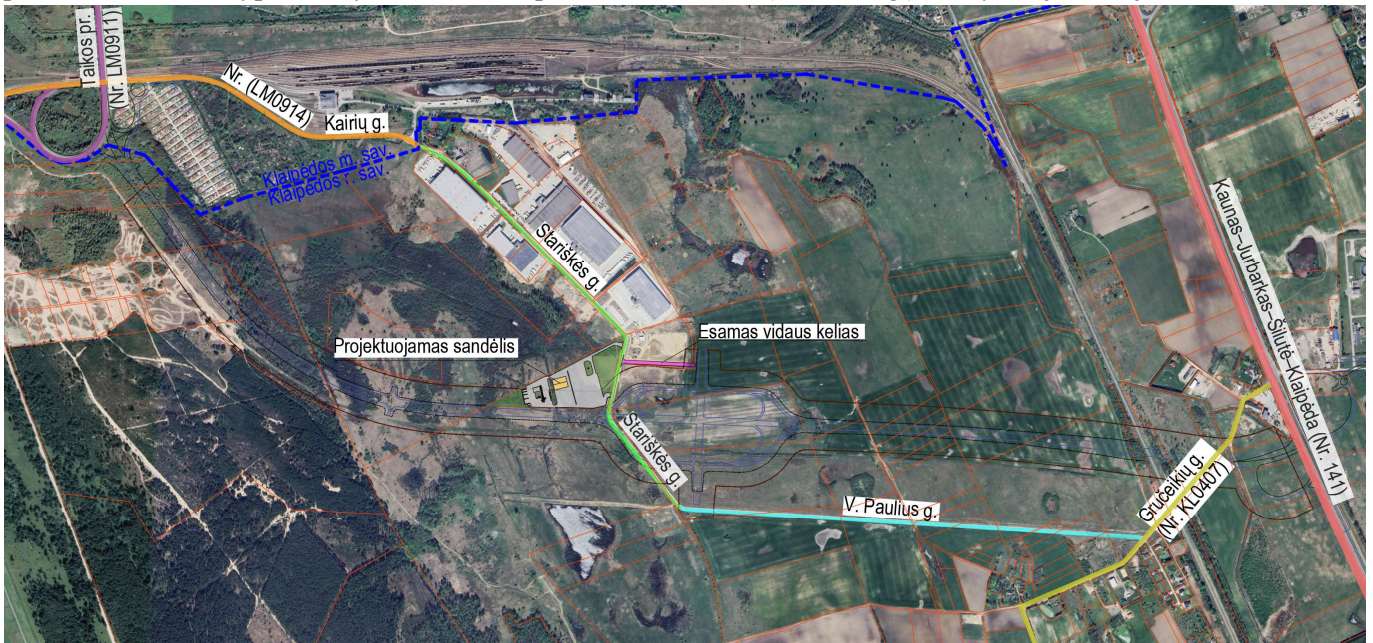 Taikos pr.
(Nr. LM0911)
Nr. (LM0914)
Kairių g.
Klaipėdos m. sav.
Klaipėdos r. sav.
Stariškės g.
Kaunas–Jurbarkas–Šilutė–Klaipėda (Nr. 141)
Esamas vidaus kelias
Projektuojamas sandėlis
Stariškės g.
V. Paulius g.
Gručeikių g.
(Nr. KL0407)